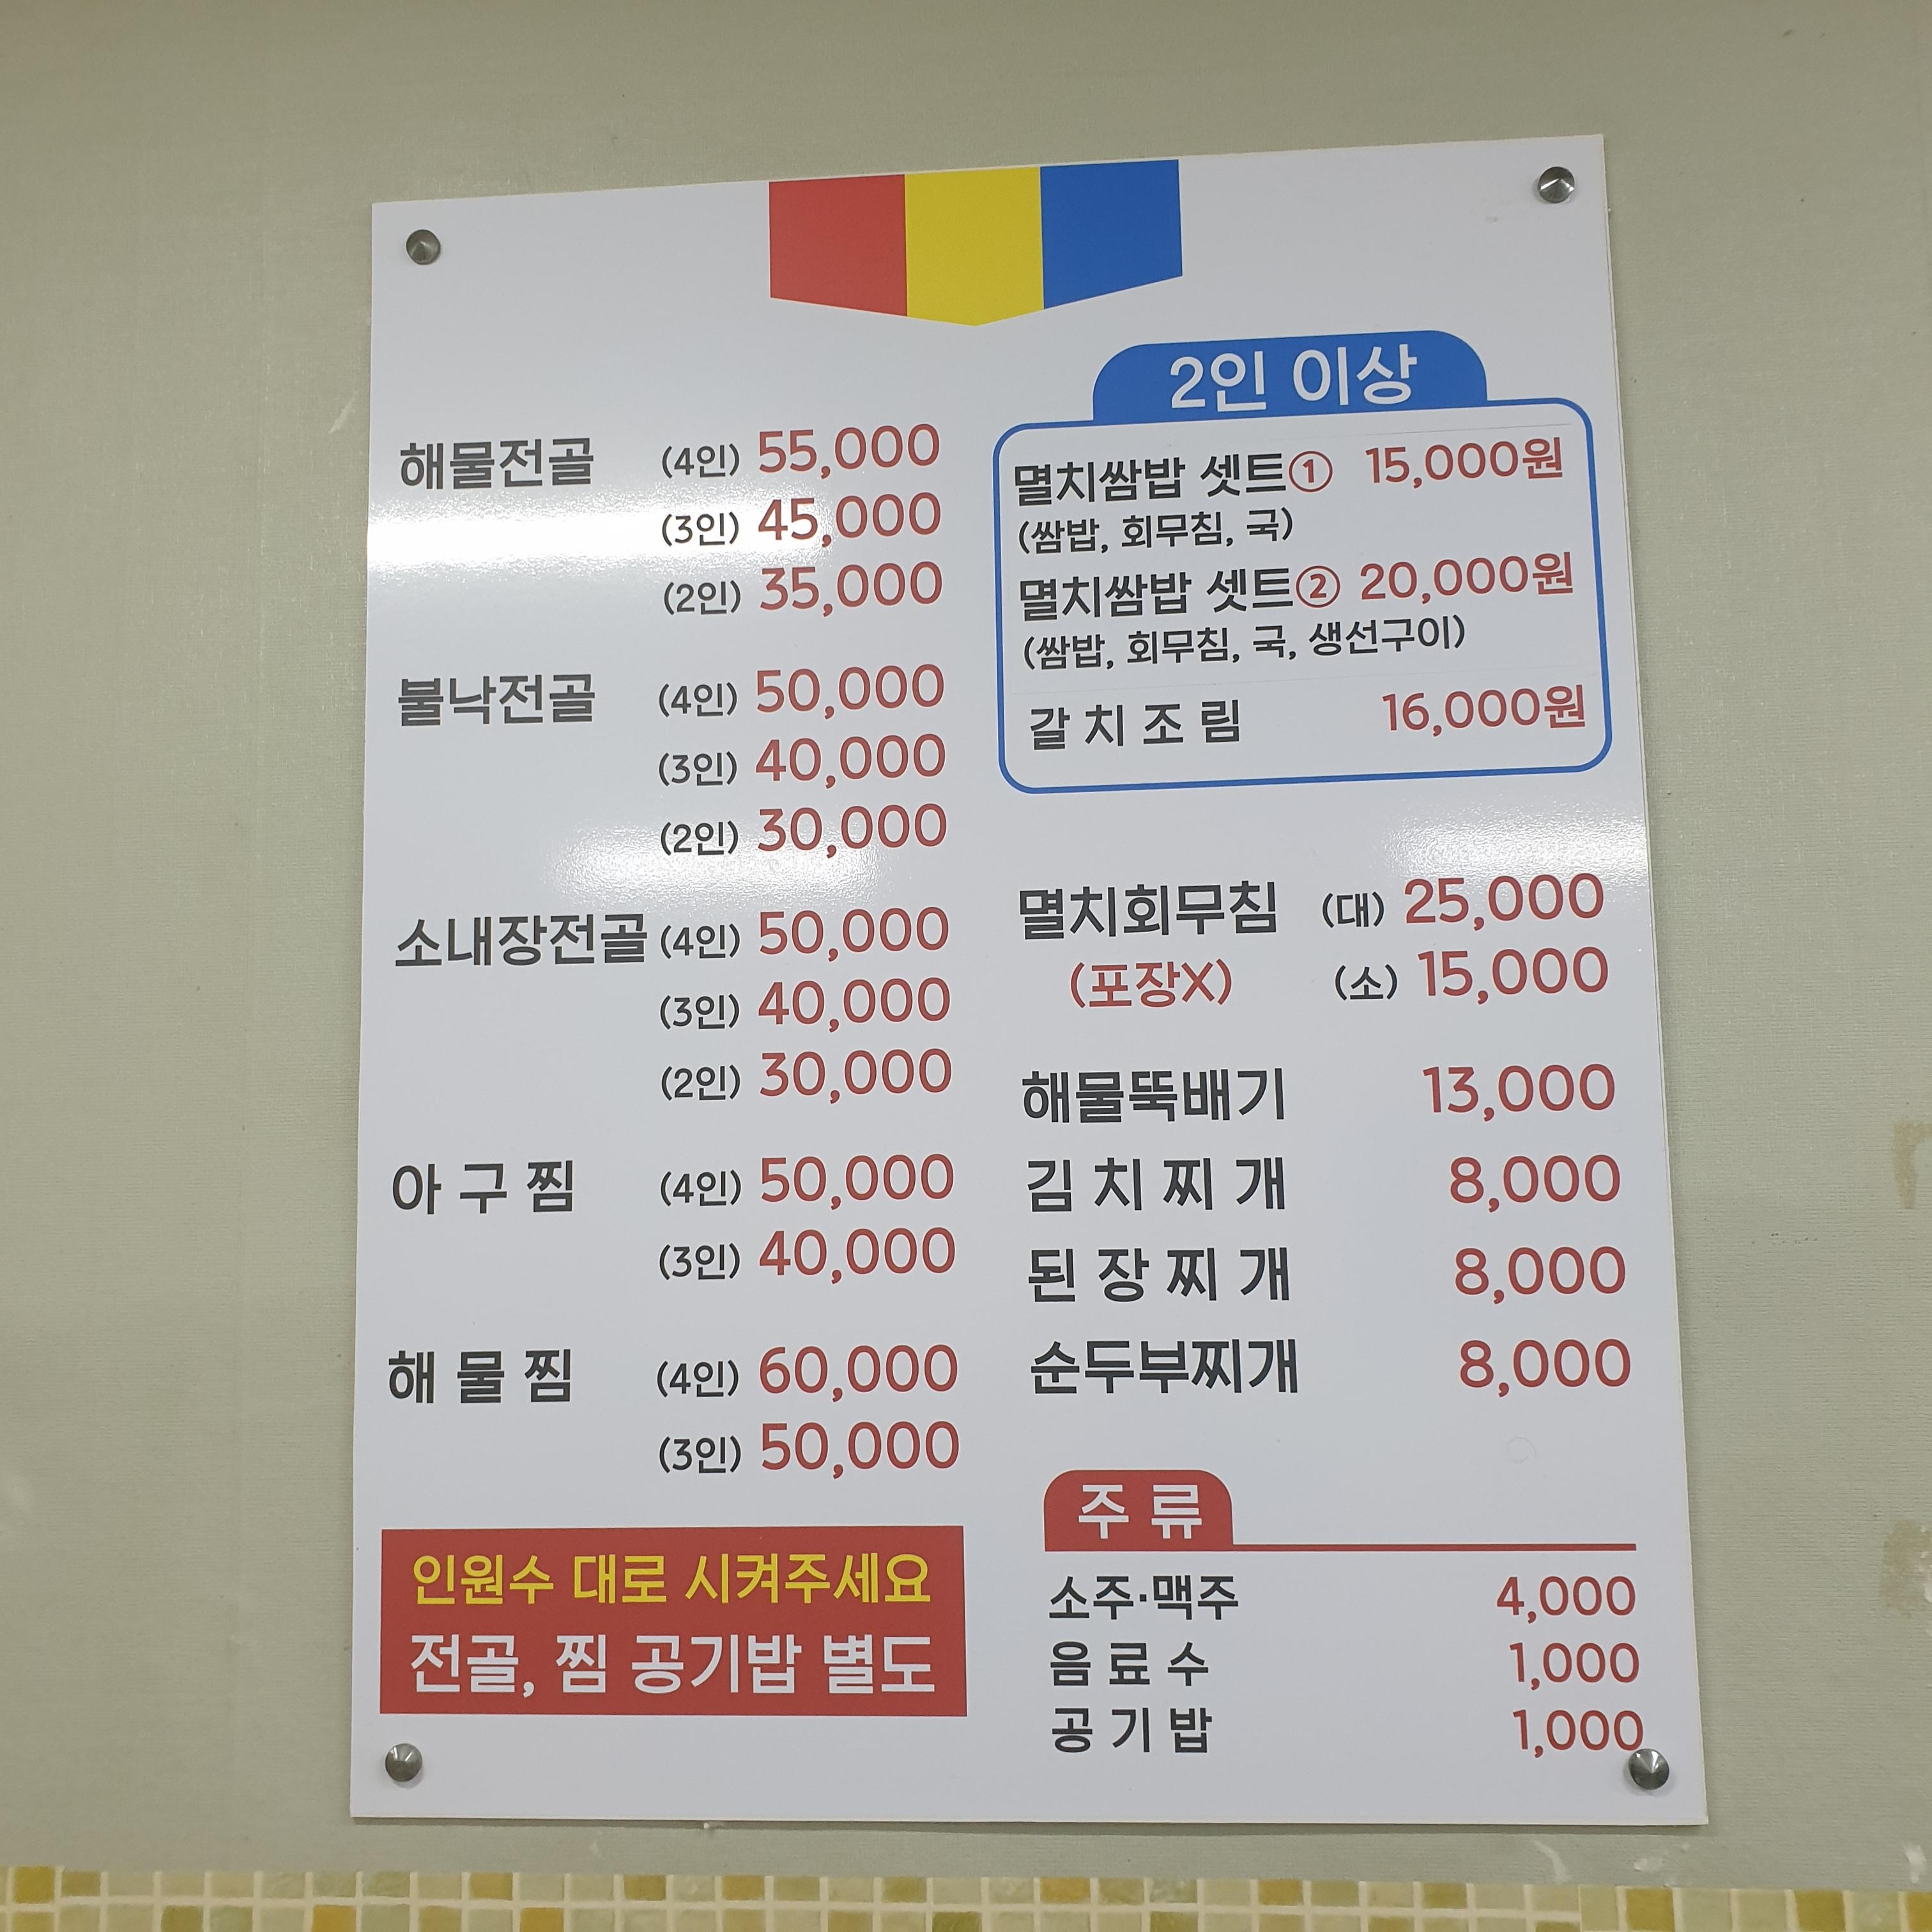 해물전골 (4인) 55,000
(3인) 45,000
(2인) 35,000
불낙전골 (4인) 50,000
(3인) 40,000
(2인) 30,000
소내장전골 (4인) 50,000
(3인) 40,000
(2인) 30,000
아구찜 (4인) 50,000
(3인) 40,000
해물찜 (4인) 60,000
(3인) 50,000
인원수 대로 시켜주세요
전골, 찜 공기밥 별도
2인 이상
멸치쌈밥 셋트① 15,000원
(쌈밥, 회무침, 국)
멸치쌈밥 셋트② 20,000원
(쌈밥, 회무침, 국, 생선구이)
갈치조림 16,000원
멸치회무침 (대) 25,000
(포장X) (소) 15,000
해물뚝배기 13,000
김치찌개 8,000
된장찌개 8,000
순두부찌개 8,000
주류
소주·맥주 4,000
음료수 1,000
공기밥 1,000